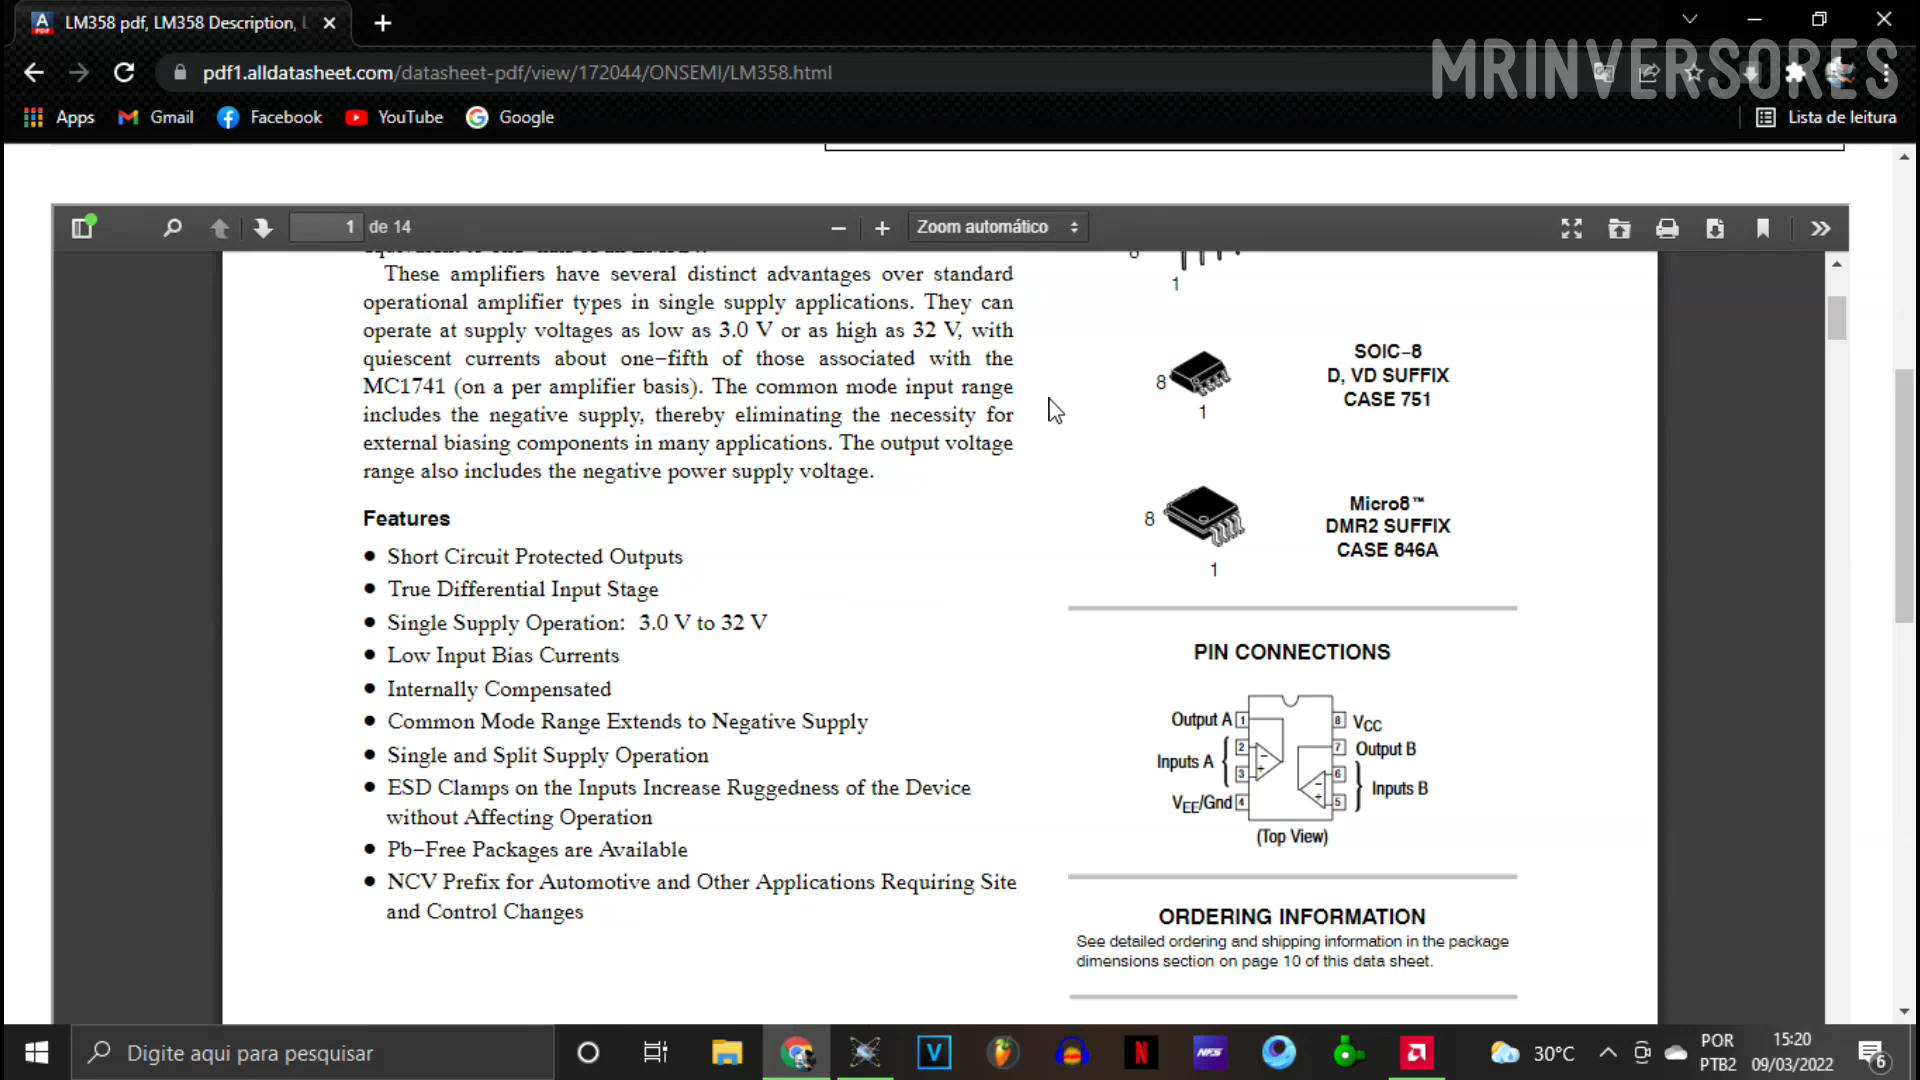 LM358 pdf, LM358 Description, L
MRINVERSORES
pdf1.alldatasheet.com/datasheet-pdf/view/172044/ONSEMI/LM358.html
Apps Gmail Facebook YouTube Google Lista de leitura
1 de 14 Zoom automático
These amplifiers have several distinct advantages over standard
operational amplifier types in single supply applications. They can
operate at supply voltages as low as 3.0 V or as high as 32 V, with
quiescent currents about one−fifth of those associated with the
MC1741 (on a per amplifier basis). The common mode input range
includes the negative supply, thereby eliminating the necessity for
external biasing components in many applications. The output voltage
range also includes the negative power supply voltage.
Features
• Short Circuit Protected Outputs
• True Differential Input Stage
• Single Supply Operation: 3.0 V to 32 V
• Low Input Bias Currents
• Internally Compensated
• Common Mode Range Extends to Negative Supply
• Single and Split Supply Operation
• ESD Clamps on the Inputs Increase Ruggedness of the Device
without Affecting Operation
• Pb−Free Packages are Available
• NCV Prefix for Automotive and Other Applications Requiring Site
and Control Changes
8
1
SOIC−8
D, VD SUFFIX
CASE 751
8
1
Micro8™
DMR2 SUFFIX
CASE 846A
8
1
PIN CONNECTIONS
Output A 1 8 VCC
2 7 Output B
Inputs A 6
3 Inputs B
VEE/Gnd 4 5
(Top View)
ORDERING INFORMATION
See detailed ordering and shipping information in the package
dimensions section on page 10 of this data sheet.
Digite aqui para pesquisar
V N NFS
30°C
POR
PTB2
15:20
09/03/2022
6